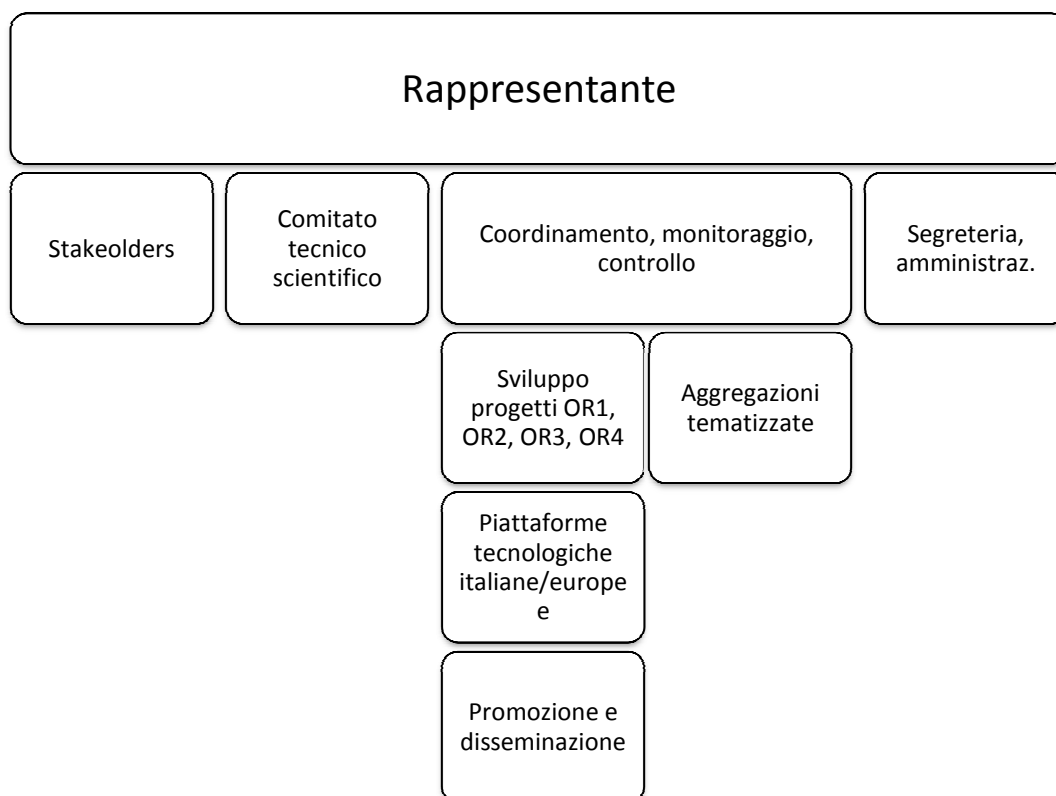 Rappresentante
Stakeolders
Comitato
tecnico
scientifico
Coordinamento, monitoraggio,
controllo
Segreteria,
amministraz.
Sviluppo
progetti OR1,
OR2, OR3, OR4
Aggregazioni
tematizzate
Piattaforme
tecnologiche
italiane/europe
e
Promozione e
disseminazione